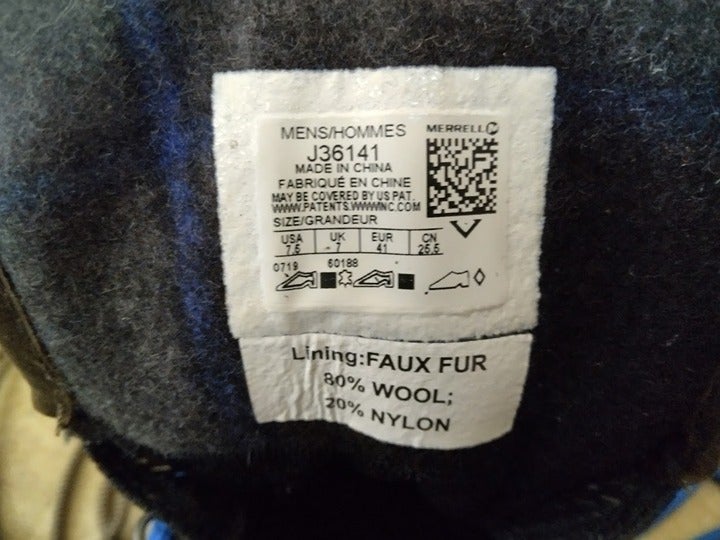 MENS/HOMMES
MERRELL
J36141
MADE IN CHINA
FABRIQUÉ EN CHINE
MAY BE COVERED BY US PAT.
WWW.PATENTS.WWWINC.COM
SIZE/GRANDEUR
USA UK EUR CN
7.5 7 41 25.5
0719 60188
Lining:FAUX FUR
80% WOOL;
20% NYLON